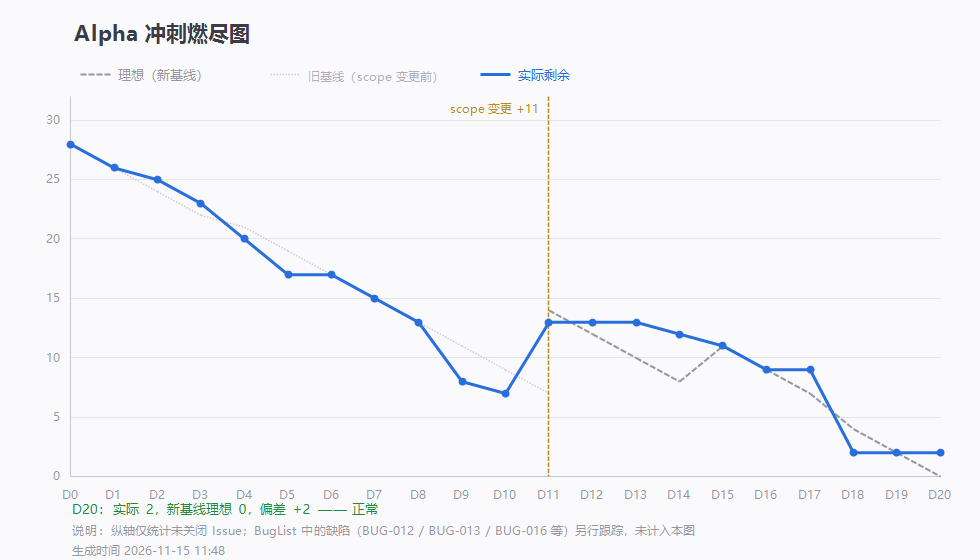 Alpha 冲刺燃尽图
理想（新基线） 旧基线（scope 变更前） 实际剩余
scope 变更 +11
30
25
20
15
10
5
0
D0 D1 D2 D3 D4 D5 D6 D7 D8 D9 D10 D11 D12 D13 D14 D15 D16 D17 D18 D19 D20
D20：实际 2，新基线理想 0，偏差 +2 —— 正常
说明：纵轴仅统计未关闭 Issue；BugList 中的缺陷（BUG-012 / BUG-013 / BUG-016 等）另行跟踪，未计入本图
生成时间 2026-11-15 11:48